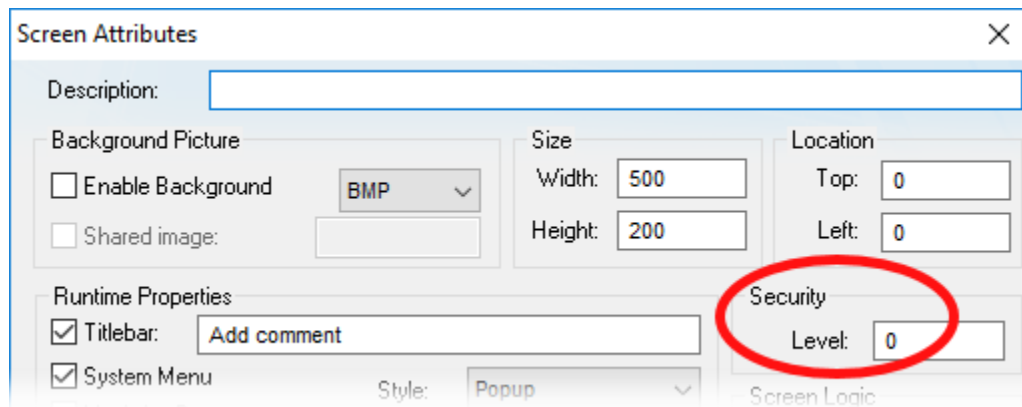 Screen Attributes
Description:
Background Picture
Enable Background BMP
Shared image:
Size
Width: 500
Height: 200
Location
Top: 0
Left: 0
Runtime Properties
Titlebar: Add comment
System Menu
Style: Popup
Security
Level: 0
Screen Logic